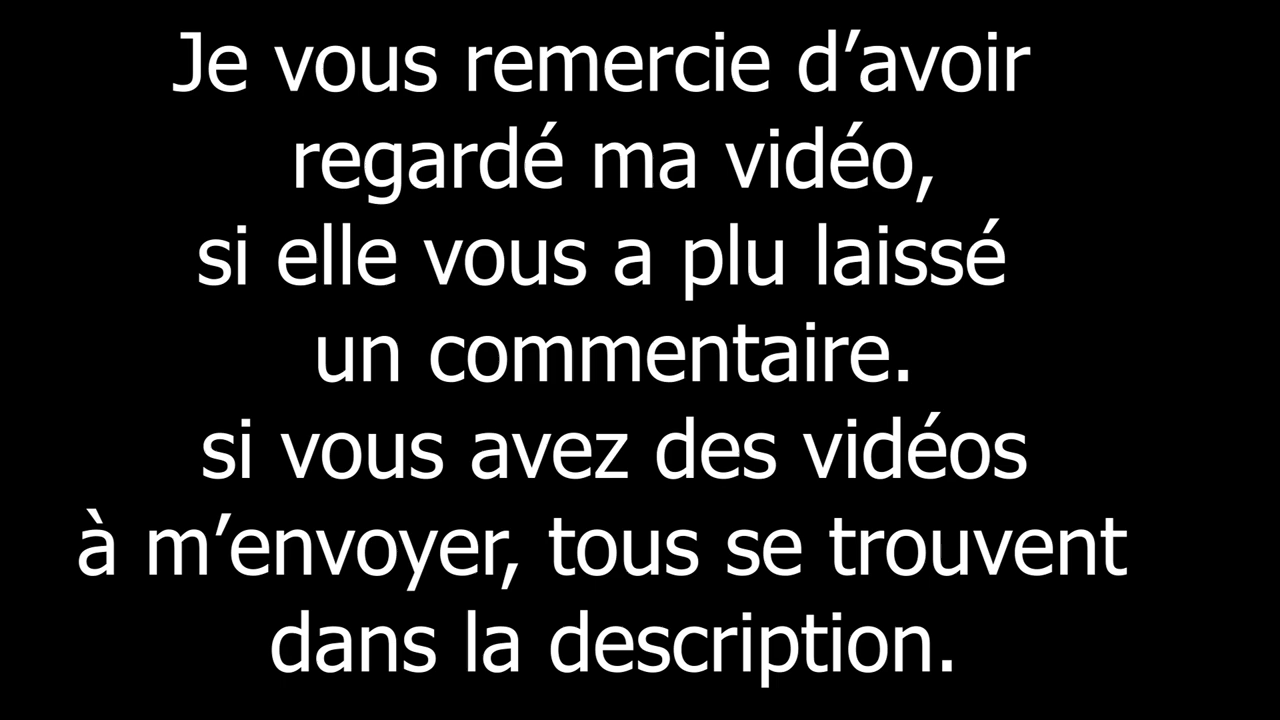 Je vous remercie d’avoir
regardé ma vidéo,
si elle vous a plu laissé
un commentaire.
si vous avez des vidéos
à m’envoyer, tous se trouvent
dans la description.